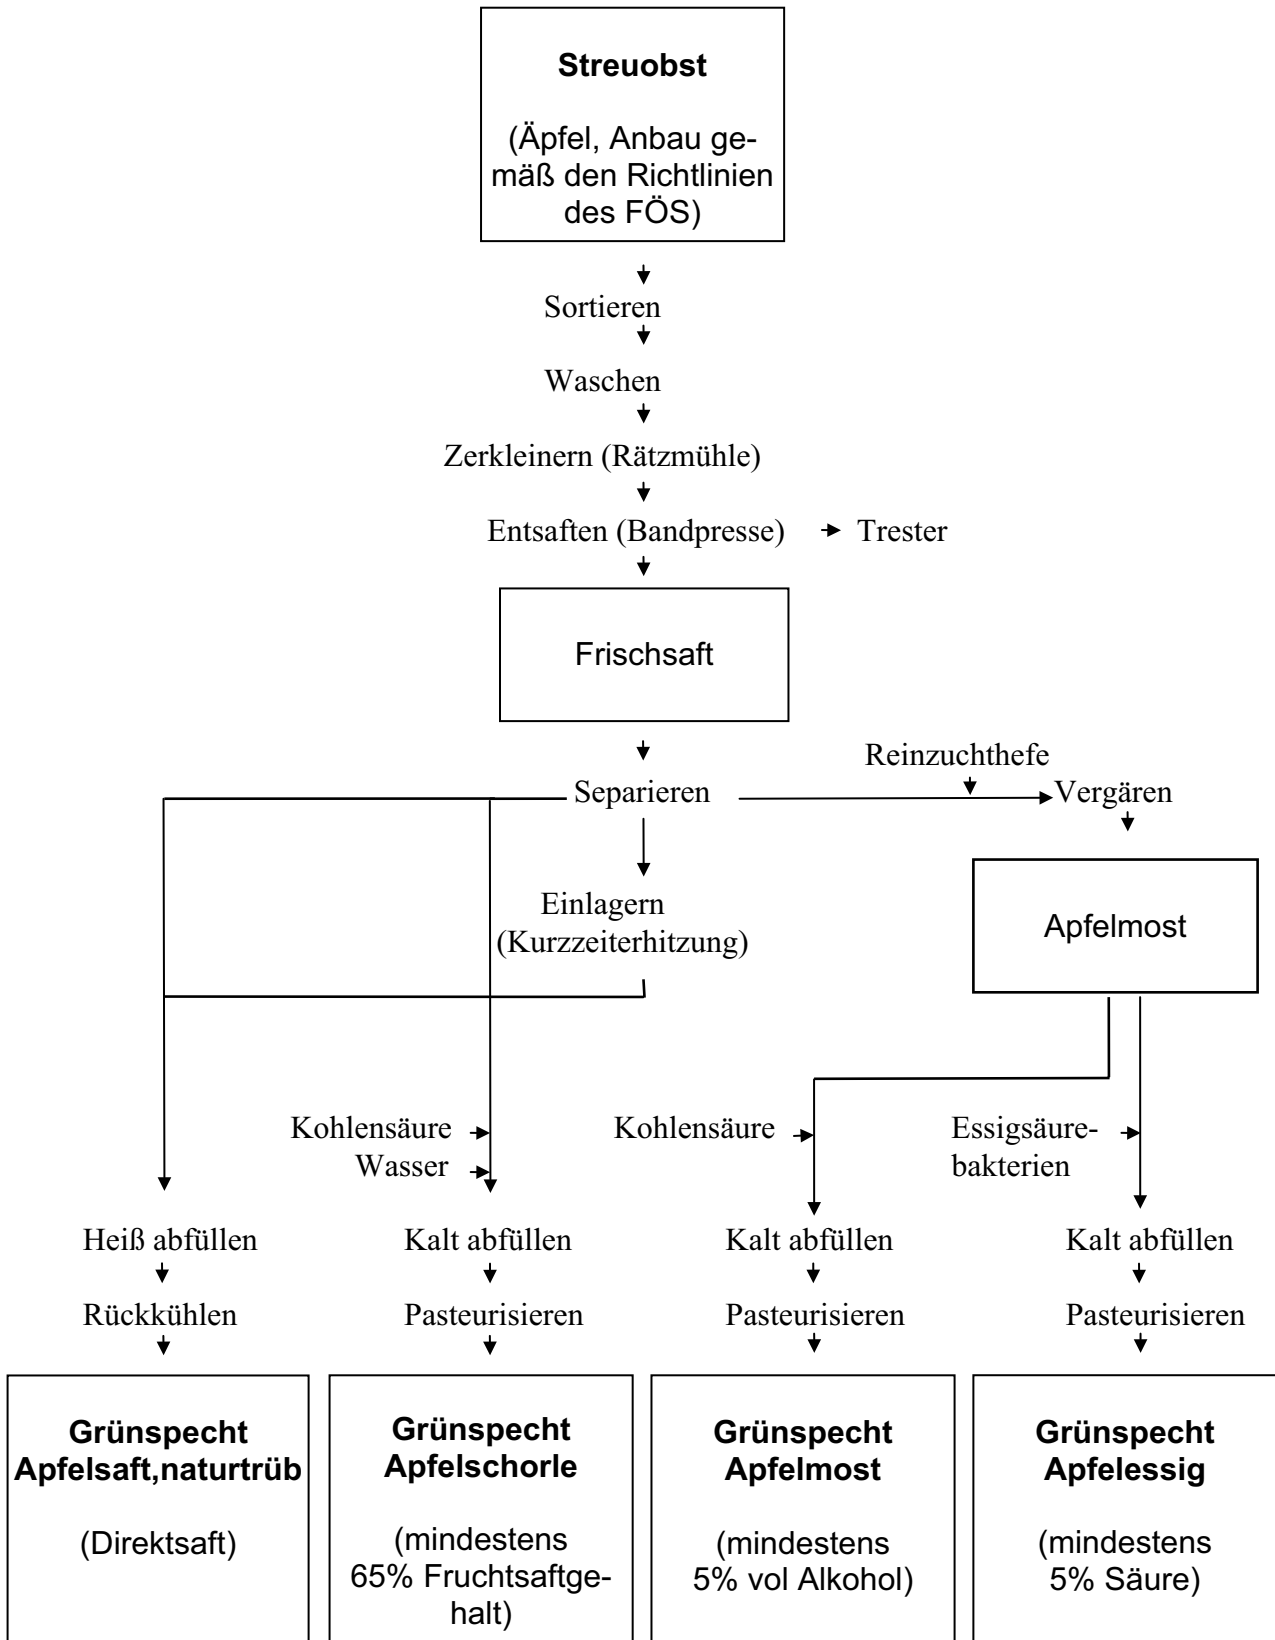 Streuobst
(Äpfel, Anbau ge-
mäß den Richtlinien
des FÖS)
Sortieren
Waschen
Zerkleinern (Rätzmühle)
Entsaften (Bandpresse)
Trester
Frischsaft
Reinzuchthefe
Separieren
Vergären
Einlagern
(Kurzzeiterhitzung)
Apfelmost
Kohlensäure
Wasser
Kohlensäure
Essigsäure-
bakterien
Heiß abfüllen
Kalt abfüllen
Kalt abfüllen
Kalt abfüllen
Rückkühlen
Pasteurisieren
Pasteurisieren
Pasteurisieren
Grünspecht
Apfelsaft,naturtrüb
(Direktsaft)
Grünspecht
Apfelschorle
(mindestens
65% Fruchtsaftge-
halt)
Grünspecht
Apfelmost
(mindestens
5% vol Alkohol)
Grünspecht
Apfelessig
(mindestens
5% Säure)